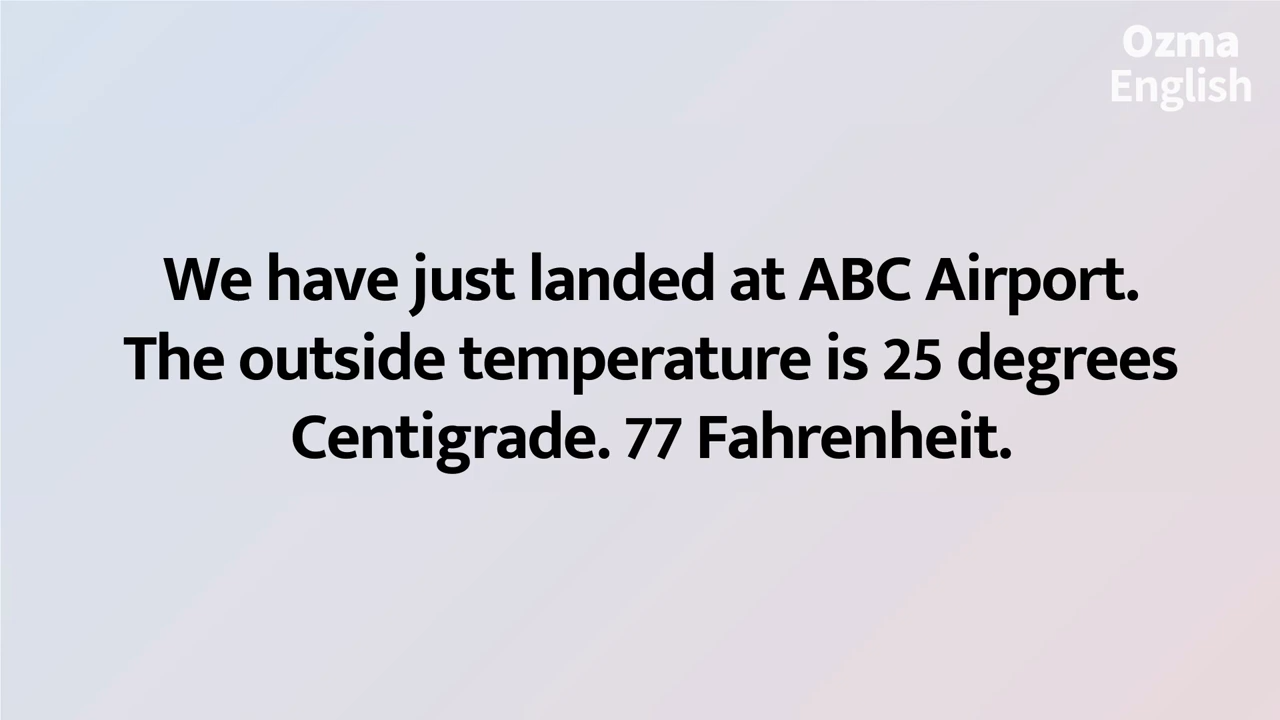 Ozma
English
We have just landed at ABC Airport.
The outside temperature is 25 degrees
Centigrade. 77 Fahrenheit.